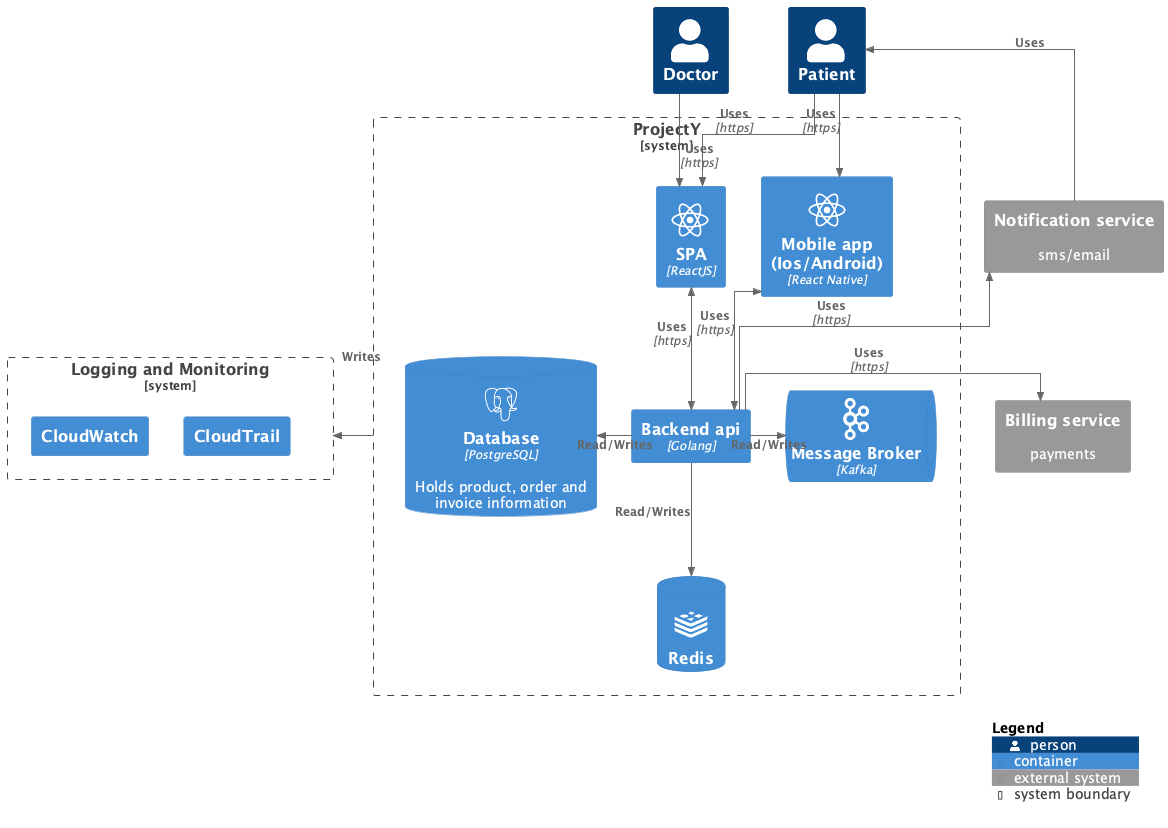 Doctor
Patient
Uses
Uses
[https]
Uses
[https]
ProjectY
[system]
Uses
[https]
SPA
[ReactJS]
Mobile app
(Ios/Android)
[React Native]
Notification service
sms/email
Uses
[https]
Uses
[https]
Uses
[https]
Uses
[https]
Writes
Logging and Monitoring
[system]
CloudWatch
CloudTrail
Database
[PostgreSQL]
Holds product, order and
invoice information
Read/Writes
Backend api
[Golang]
Read/Writes
Message Broker
[Kafka]
Billing service
payments
Read/Writes
Redis
Legend
person
container
external system
system boundary